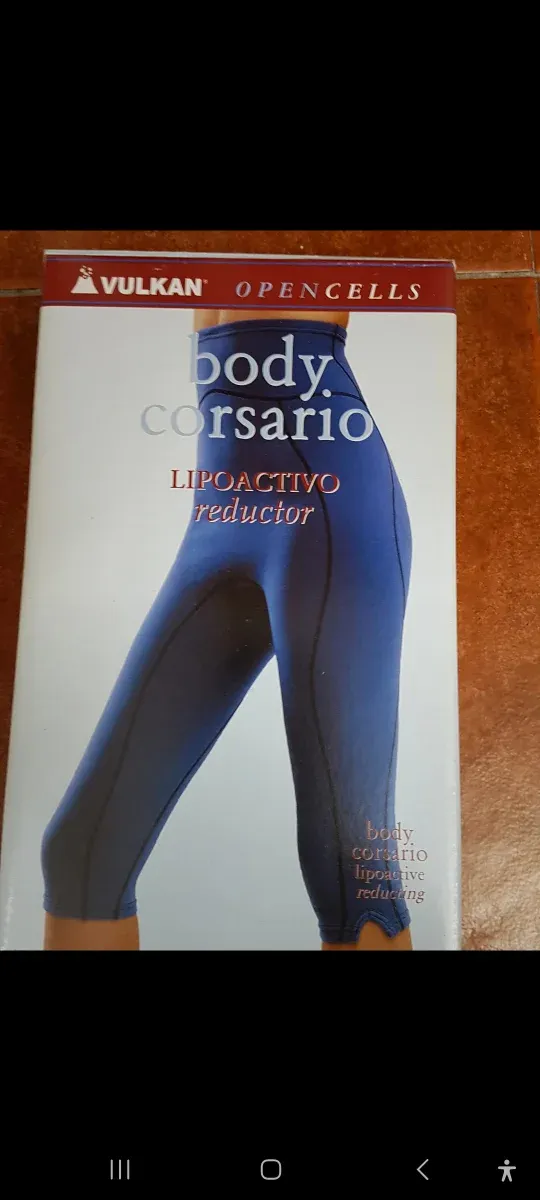 VULKAN OPENCELLS
body
corsario
LIPOACTIVO
reductor
body
corsario
lipoactive
reducting